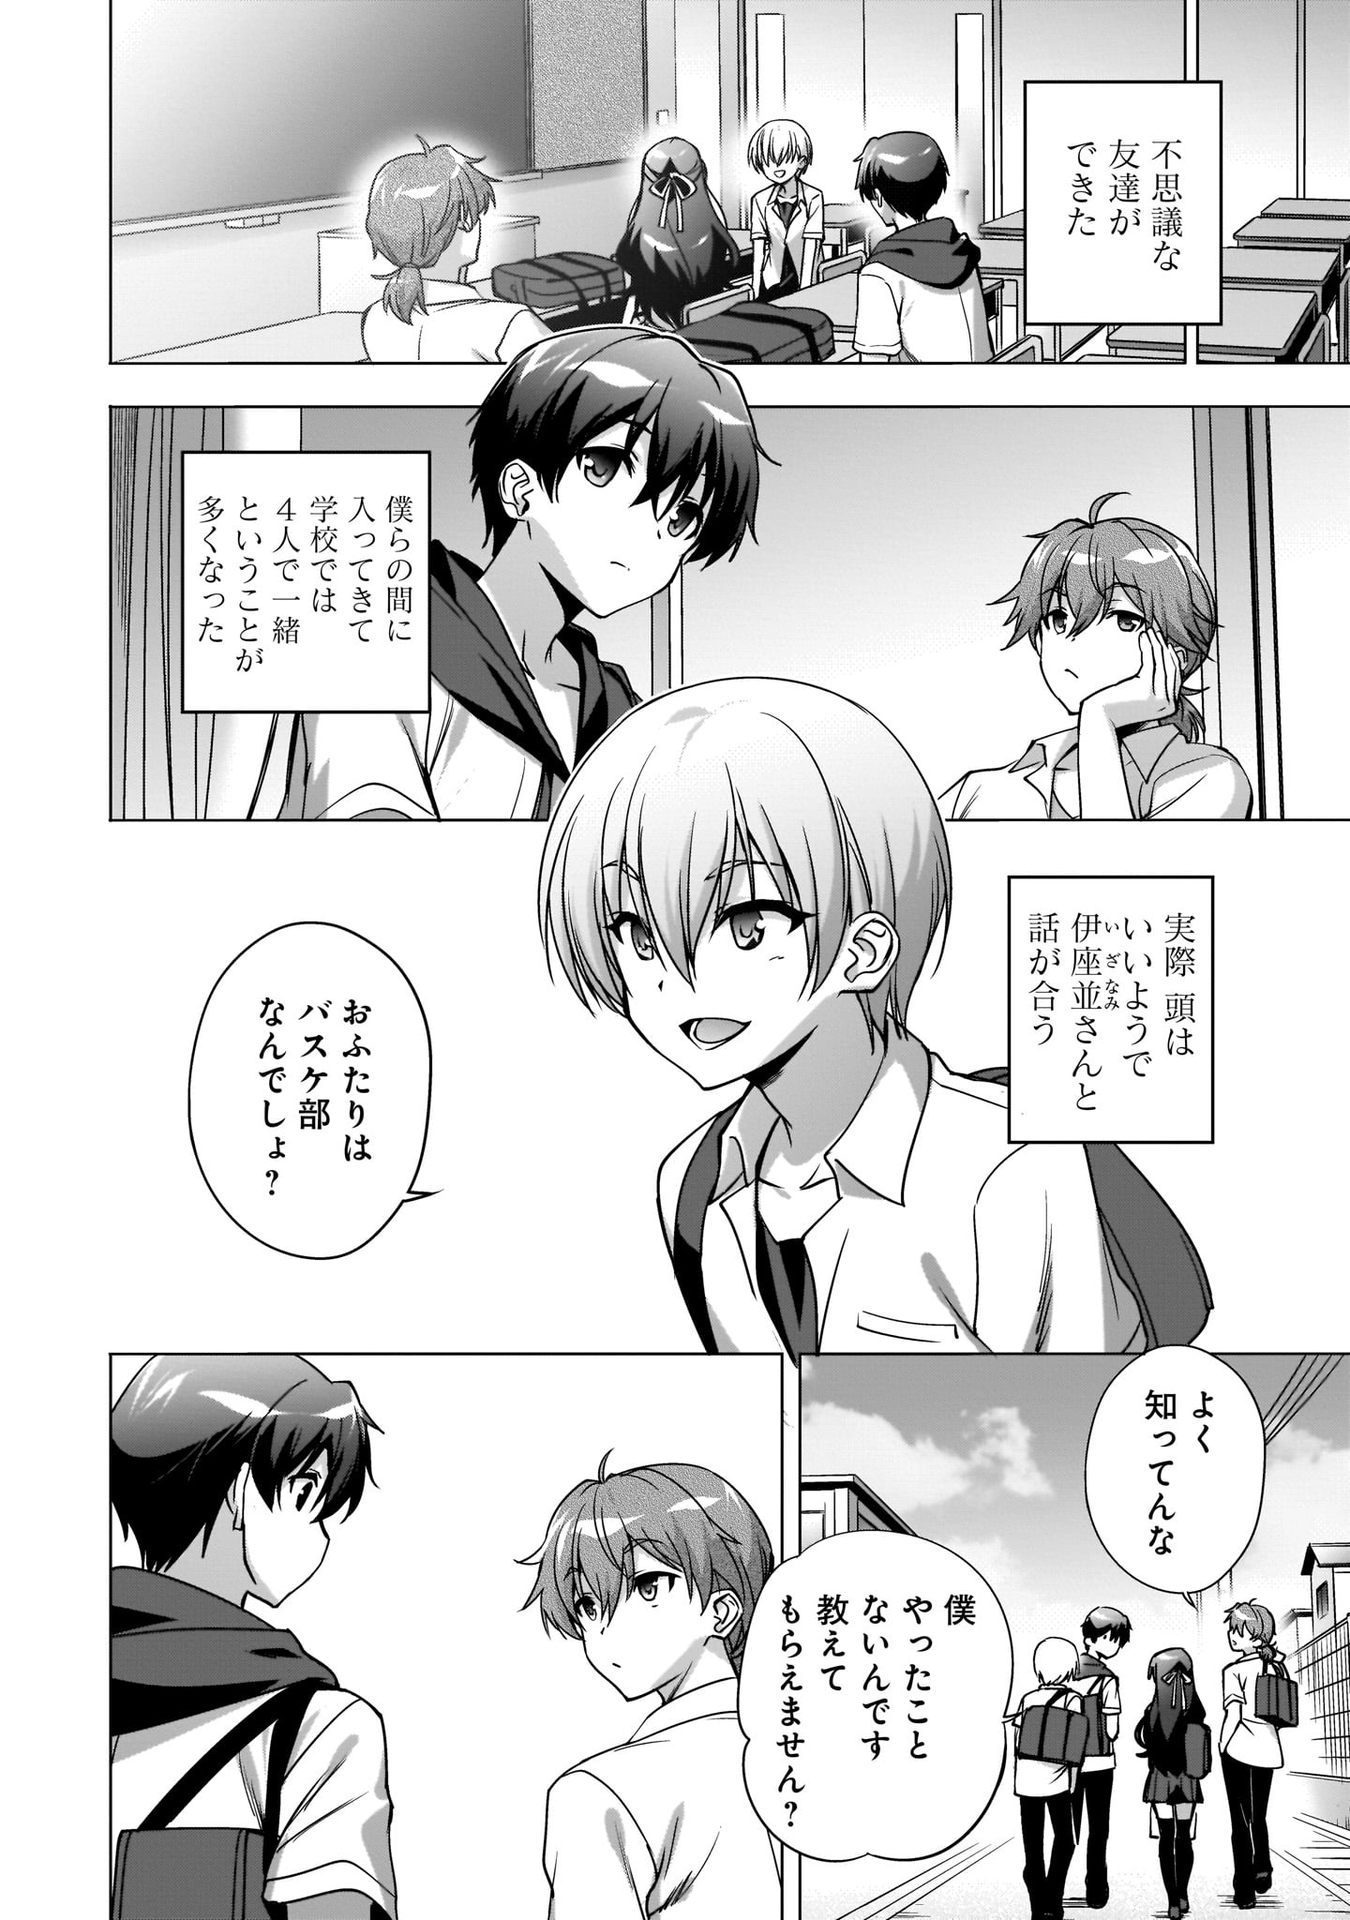 不思議な
友達が
できた
僕らの間に
入ってきて
学校では
４人で一緒
ということが
多くなった
実際 頭は
いいようで
伊座並さんと
いざなみ
話が合う
おふたりは
バスケ部
なんでしょ？
よく
知ってんな
僕
やったこと
ないんです
教えて
もらえません？